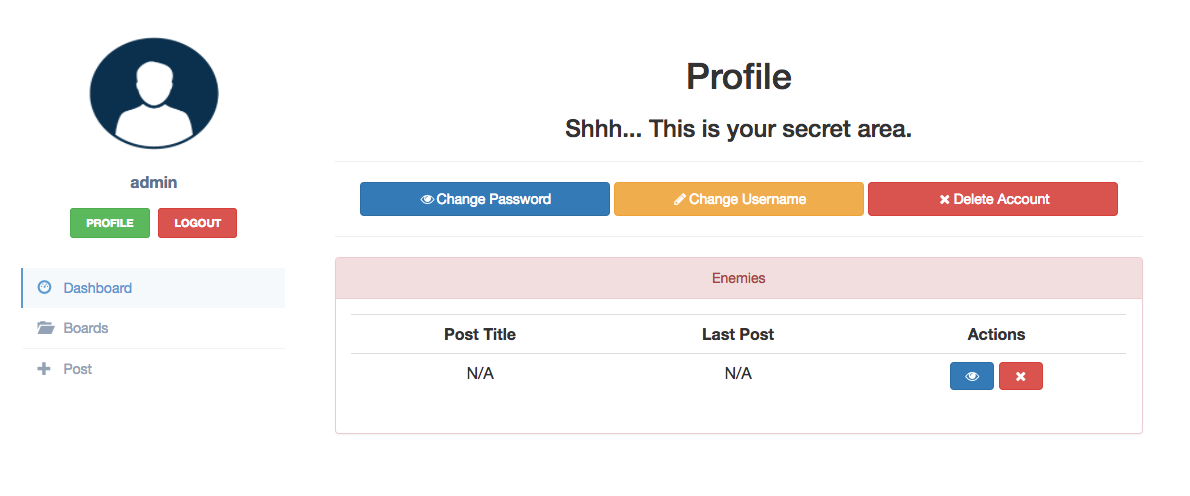 admin
PROFILE LOGOUT
Dashboard
Boards
Post
Profile
Shhh... This is your secret area.
Change Password Change Username Delete Account
Enemies
Post Title Last Post Actions
N/A N/A